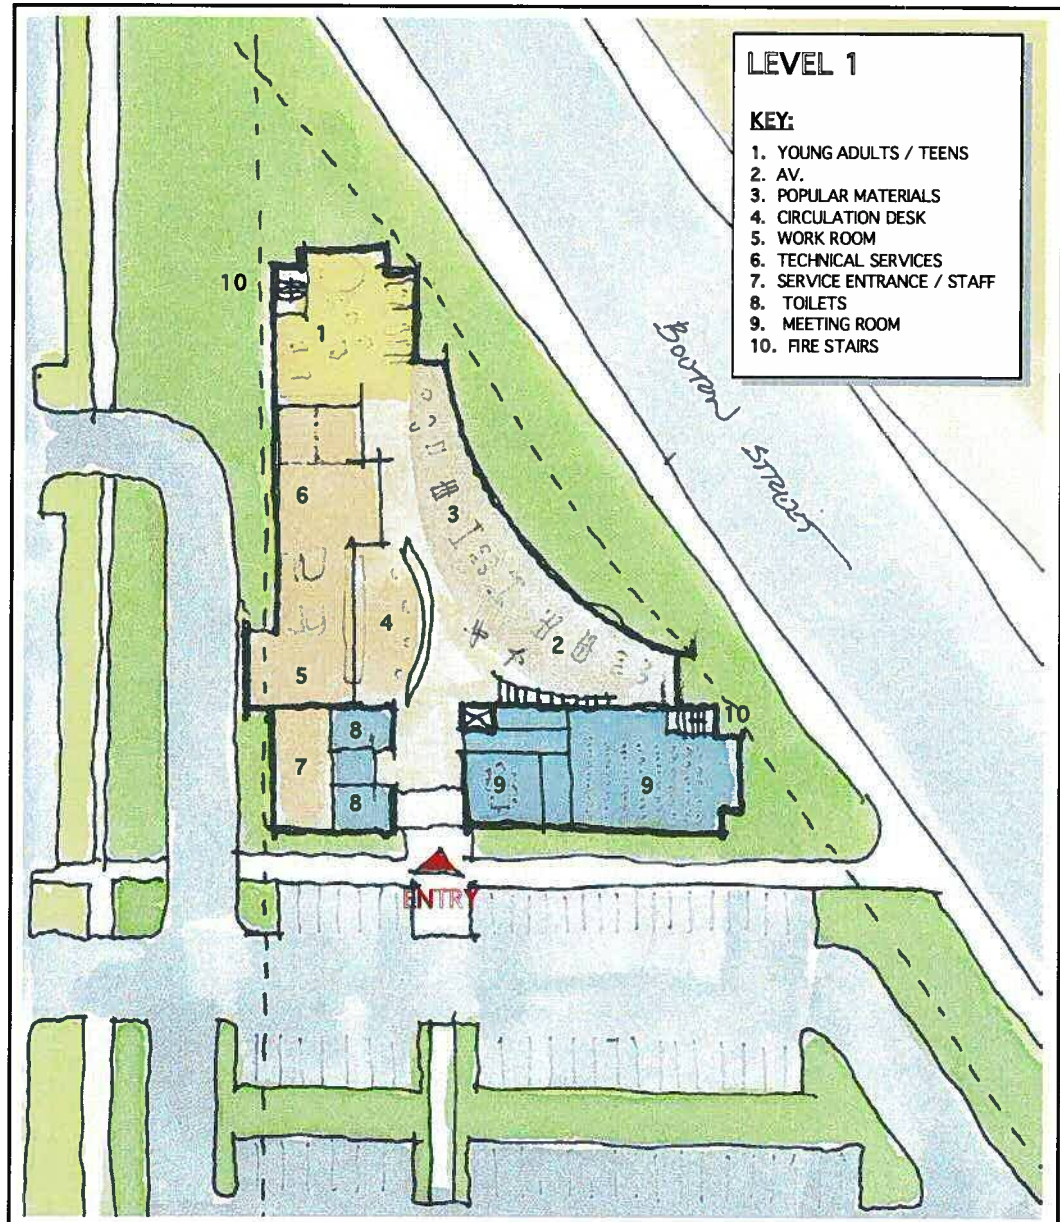 LEVEL 1
KEY:
1. YOUNG ADULTS / TEENS
2. AV.
3. POPULAR MATERIALS
4. CIRCULATION DESK
5. WORK ROOM
6. TECHNICAL SERVICES
7. SERVICE ENTRANCE / STAFF
8. TOILETS
9. MEETING ROOM
10. FIRE STAIRS
BOUTON
STREET
10
1
6
3
4
2
5
10
8
7
9
9
8
ENTRY